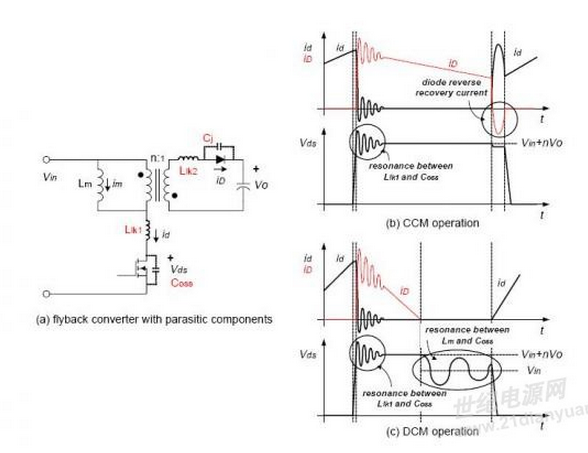 Vin
Lm
im
n:1
Llk2
Cj
iD
+
Vo
-
Llk1
id
+
Vds
-
Coss
(a) flyback converter with parasitic components
id
iD
id
iD
id
diode reverse
recovery current
t
Vds
Vin+nVo
resonance between
Llk1 and Coss
t
(b) CCM operation
id
iD
id
iD
id
t
resonance between
Lm and Coss
Vds
Vin+nVo
Vin
resonance between
Llk1 and Coss
t
(c) DCM operation
世纪电源网
www.21dianyuan